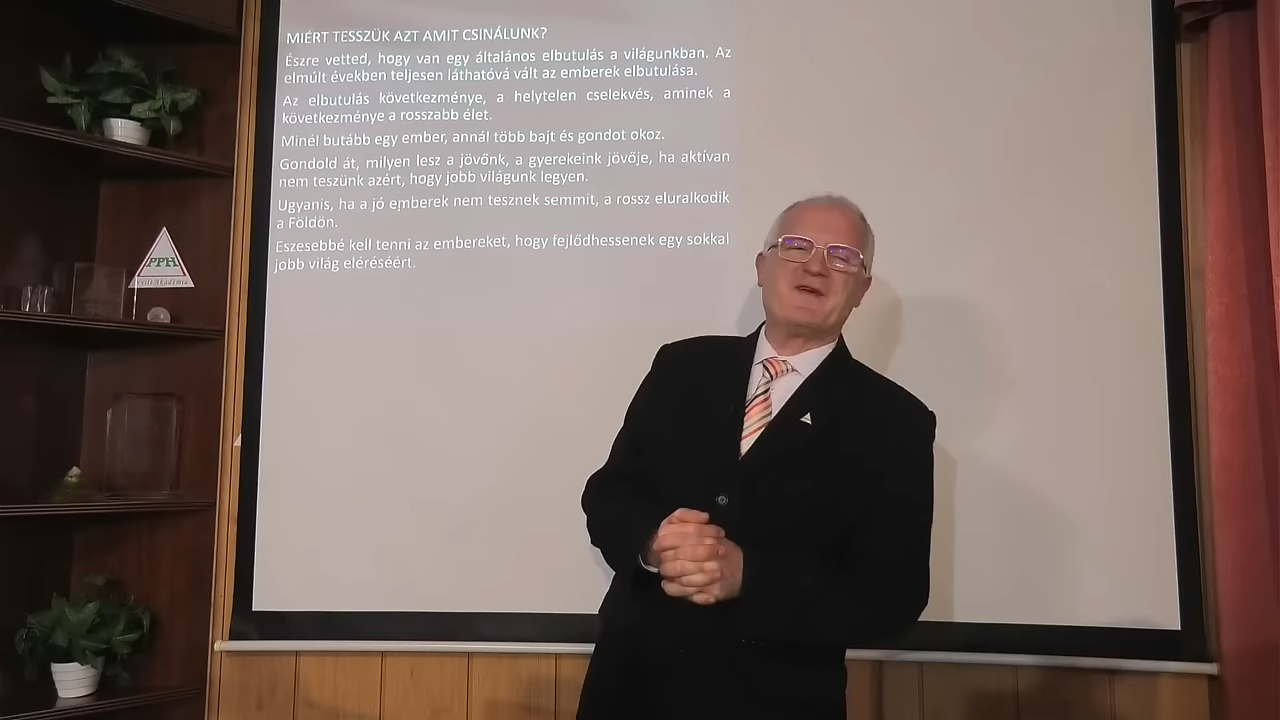 MIÉRT TESSZÜK AZT AMIT CSINÁLUNK?
Észre vetted, hogy van egy általános elbutulás a világunkban. Az
elmúlt években teljesen láthatóvá vált az emberek elbutulása.
Az elbutulás következménye, a helytelen cselekvés, aminek a
következménye a rosszabb élet.
Minél butább egy ember, annál több bajt és gondot okoz.
Gondold át, milyen lesz a jövőnk, a gyerekeink jövője, ha aktívan
nem teszünk azért, hogy jobb világunk legyen.
Ugyanis, ha a jó emberek nem tesznek semmit, a rossz eluralkodik
a Földön.
Eszesebbé kell tenni az embereket, hogy fejlődhessenek egy sokkal
jobb világ eléréséért.
PPH
Nyílt Akadémia